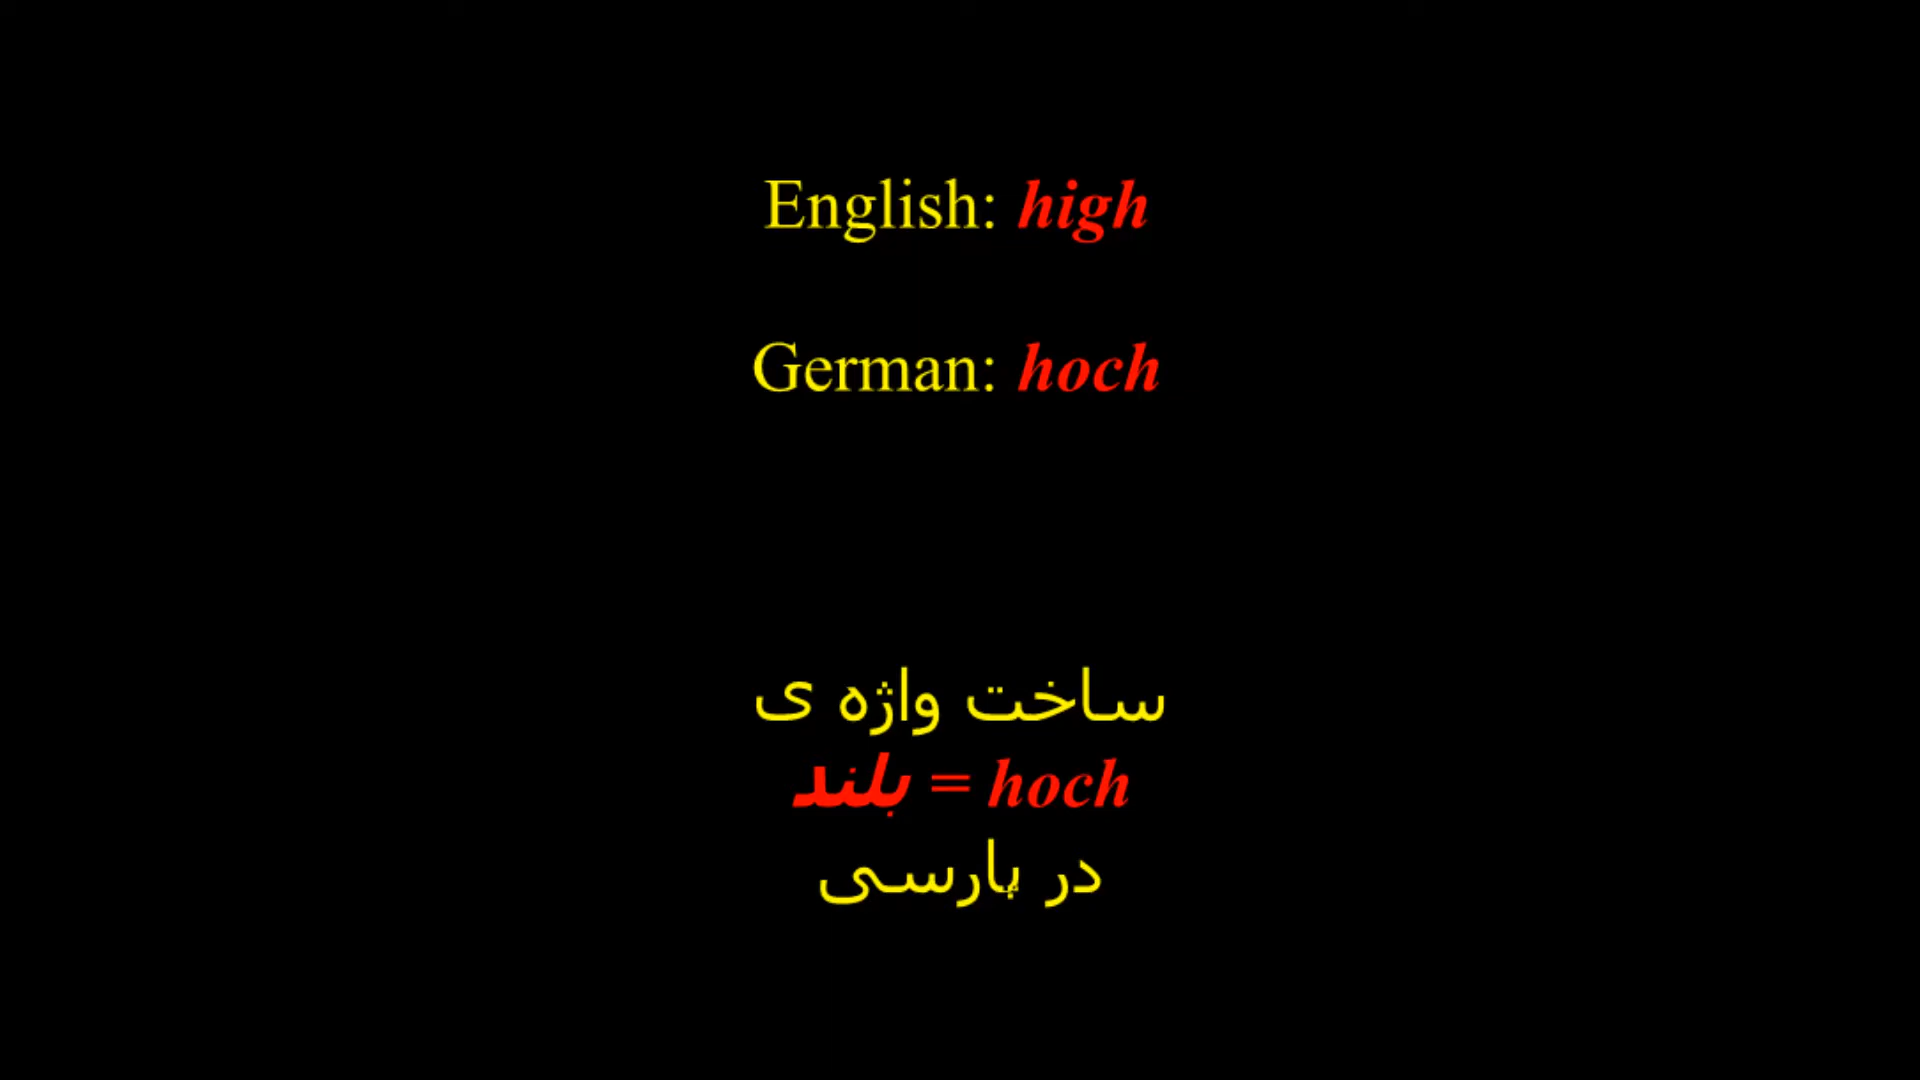 English: high
German: hoch
ساخت واژه ی
بلند = hoch
در پارسی